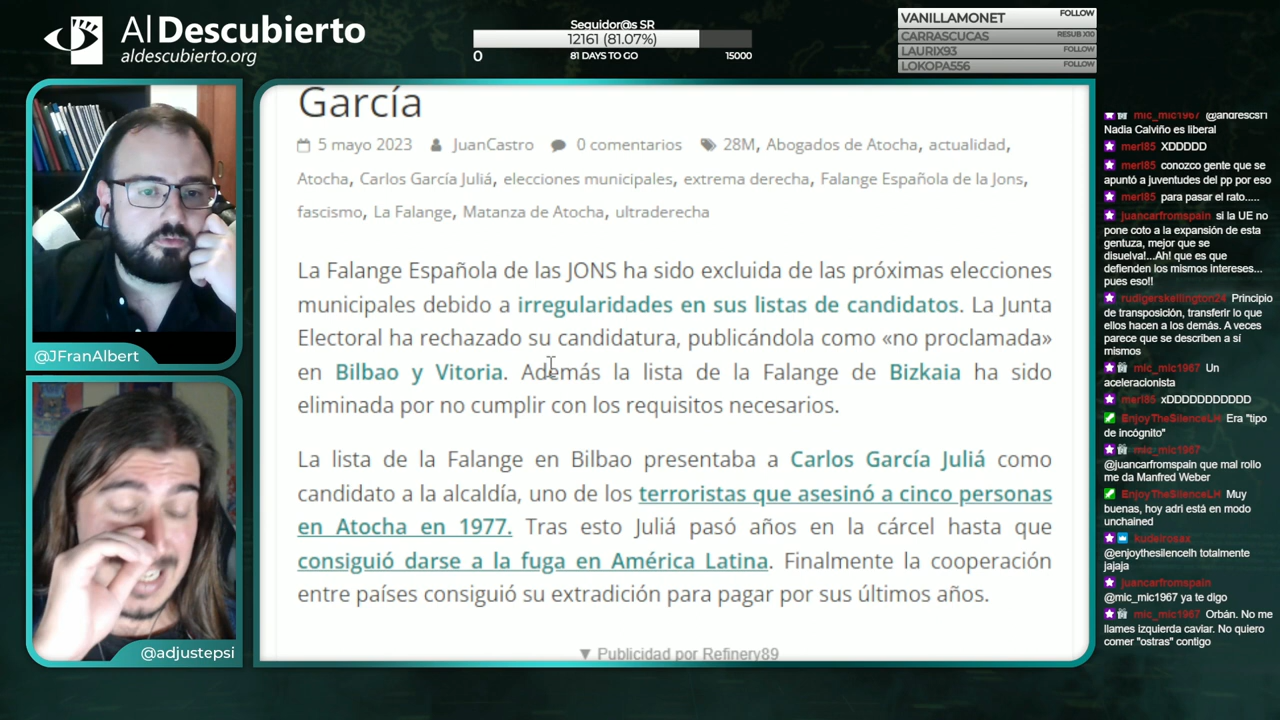 Al Descubierto
aldescubierto.org
Seguidor@s SR
12161 (81.07%)
0
81 DAYS TO GO
15000
VANILLAMONET FOLLOW
CARRASCUCAS RESUB X10
LAURIX93 FOLLOW
LOKOPA556 FOLLOW
@JFranAlbert
@adjustepsi
García
5 mayo 2023 JuanCastro 0 comentarios 28M, Abogados de Atocha, actualidad,
Atocha, Carlos García Juliá, elecciones municipales, extrema derecha, Falange Española de la Jons,
fascismo, La Falange, Matanza de Atocha, ultraderecha
La Falange Española de las JONS ha sido excluida de las próximas elecciones
municipales debido a irregularidades en sus listas de candidatos. La Junta
Electoral ha rechazado su candidatura, publicándola como «no proclamada»
en Bilbao y Vitoria. Además la lista de la Falange de Bizkaia ha sido
eliminada por no cumplir con los requisitos necesarios.
La lista de la Falange en Bilbao presentaba a Carlos García Juliá como
candidato a la alcaldía, uno de los terroristas que asesinó a cinco personas
en Atocha en 1977. Tras esto Juliá pasó años en la cárcel hasta que
consiguió darse a la fuga en América Latina. Finalmente la cooperación
entre países consiguió su extradición para pagar por sus últimos años.
▼ Publicidad por Refinery89
mic_mic1967
Nadia Calviño es liberal
merl85 XDDDDD
merl85 conozco gente que se
apuntó a juventudes del pp por eso
merl85 para pasar el rato.....
juancarfromspain si la UE no
pone coto a la expansión de esta
gentuza, mejor que se
disuelva!...Ah! que es que
defienden los mismos intereses...
pues eso!!
rudigerskellington24 Principio
de transposición, transferir lo que
ellos hacen a los demás. A veces
parece que se describen a sí
mismos
mic_mic1967 Un
aceleracionista
merl85 xDDDDDDDDDDD
EnjoyTheSilenceLH Era "tipo
de incógnito"
mic_mic1967
@juancarfromspain que mal rollo
me da Manfred Weber
EnjoyTheSilenceLH Muy
buenas, hoy adri está en modo
unchained
kudeirosax
@enjoythesilencelh totalmente
jajaja
juancarfromspain
@mic_mic1967 ya te digo
mic_mic1967 Orbán. No me
llames Izquierda caviar. No quiero
comer "ostras" contigo